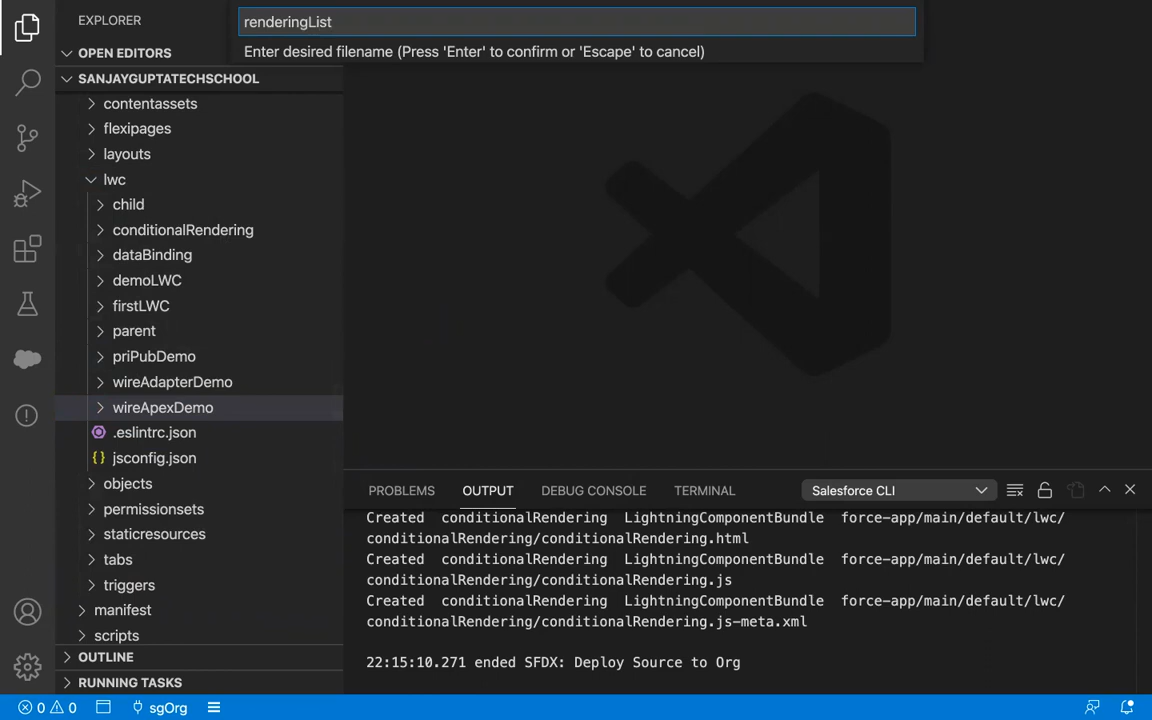 renderingList
Enter desired filename (Press 'Enter' to confirm or 'Escape' to cancel)
EXPLORER
OPEN EDITORS
SANJAYGUPTATECHSCHOOL
contentassets
flexipages
layouts
lwc
child
conditionalRendering
dataBinding
demoLWC
firstLWC
parent
priPubDemo
wireAdapterDemo
wireApexDemo
.eslintrc.json
{} jsconfig.json
objects
permissionsets
staticresources
tabs
triggers
manifest
scripts
OUTLINE
RUNNING TASKS
PROBLEMS OUTPUT DEBUG CONSOLE TERMINAL Salesforce CLI
Created conditionalRendering LightningComponentBundle force-app/main/default/lwc/
conditionalRendering/conditionalRendering.html
Created conditionalRendering LightningComponentBundle force-app/main/default/lwc/
conditionalRendering/conditionalRendering.js
Created conditionalRendering LightningComponentBundle force-app/main/default/lwc/
conditionalRendering/conditionalRendering.js-meta.xml
22:15:10.271 ended SFDX: Deploy Source to Org
0 0 sgOrg